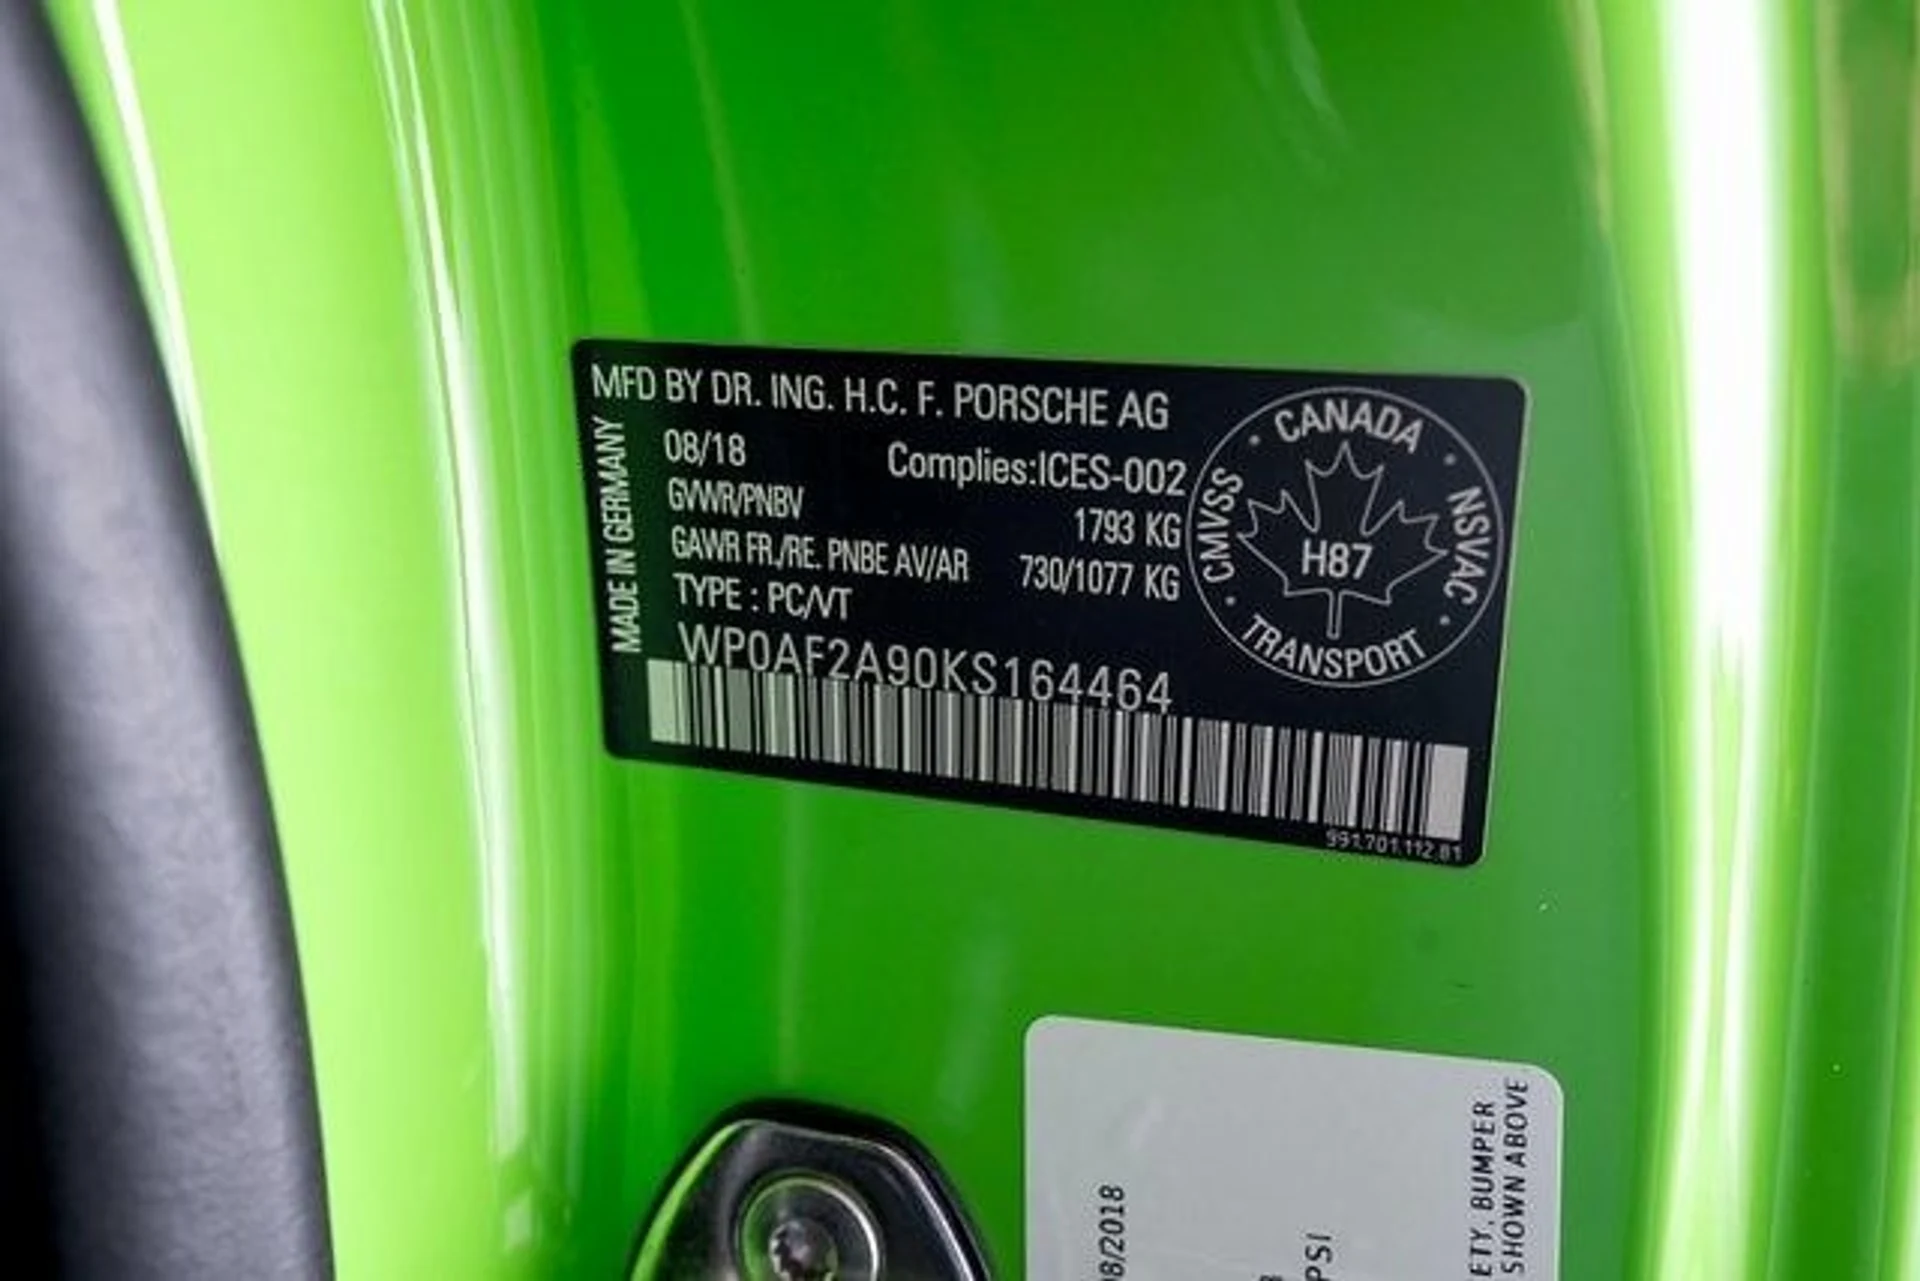 MFD BY DR. ING. H.C. F. PORSCHE AG
MADE IN GERMANY
08/18 Complies:ICES-002
GVWR/PNBV 1793 KG
GAWR FR./RE. PNBE AV/AR 730/1077 KG
TYPE : PC/VT
WP0AF2A90KS164464
CANADA
CMVSS
NSVAC
H87
TRANSPORT
991.701.112.81
08/2018
PSI
ETY, BUMPER
SHOWN ABOVE